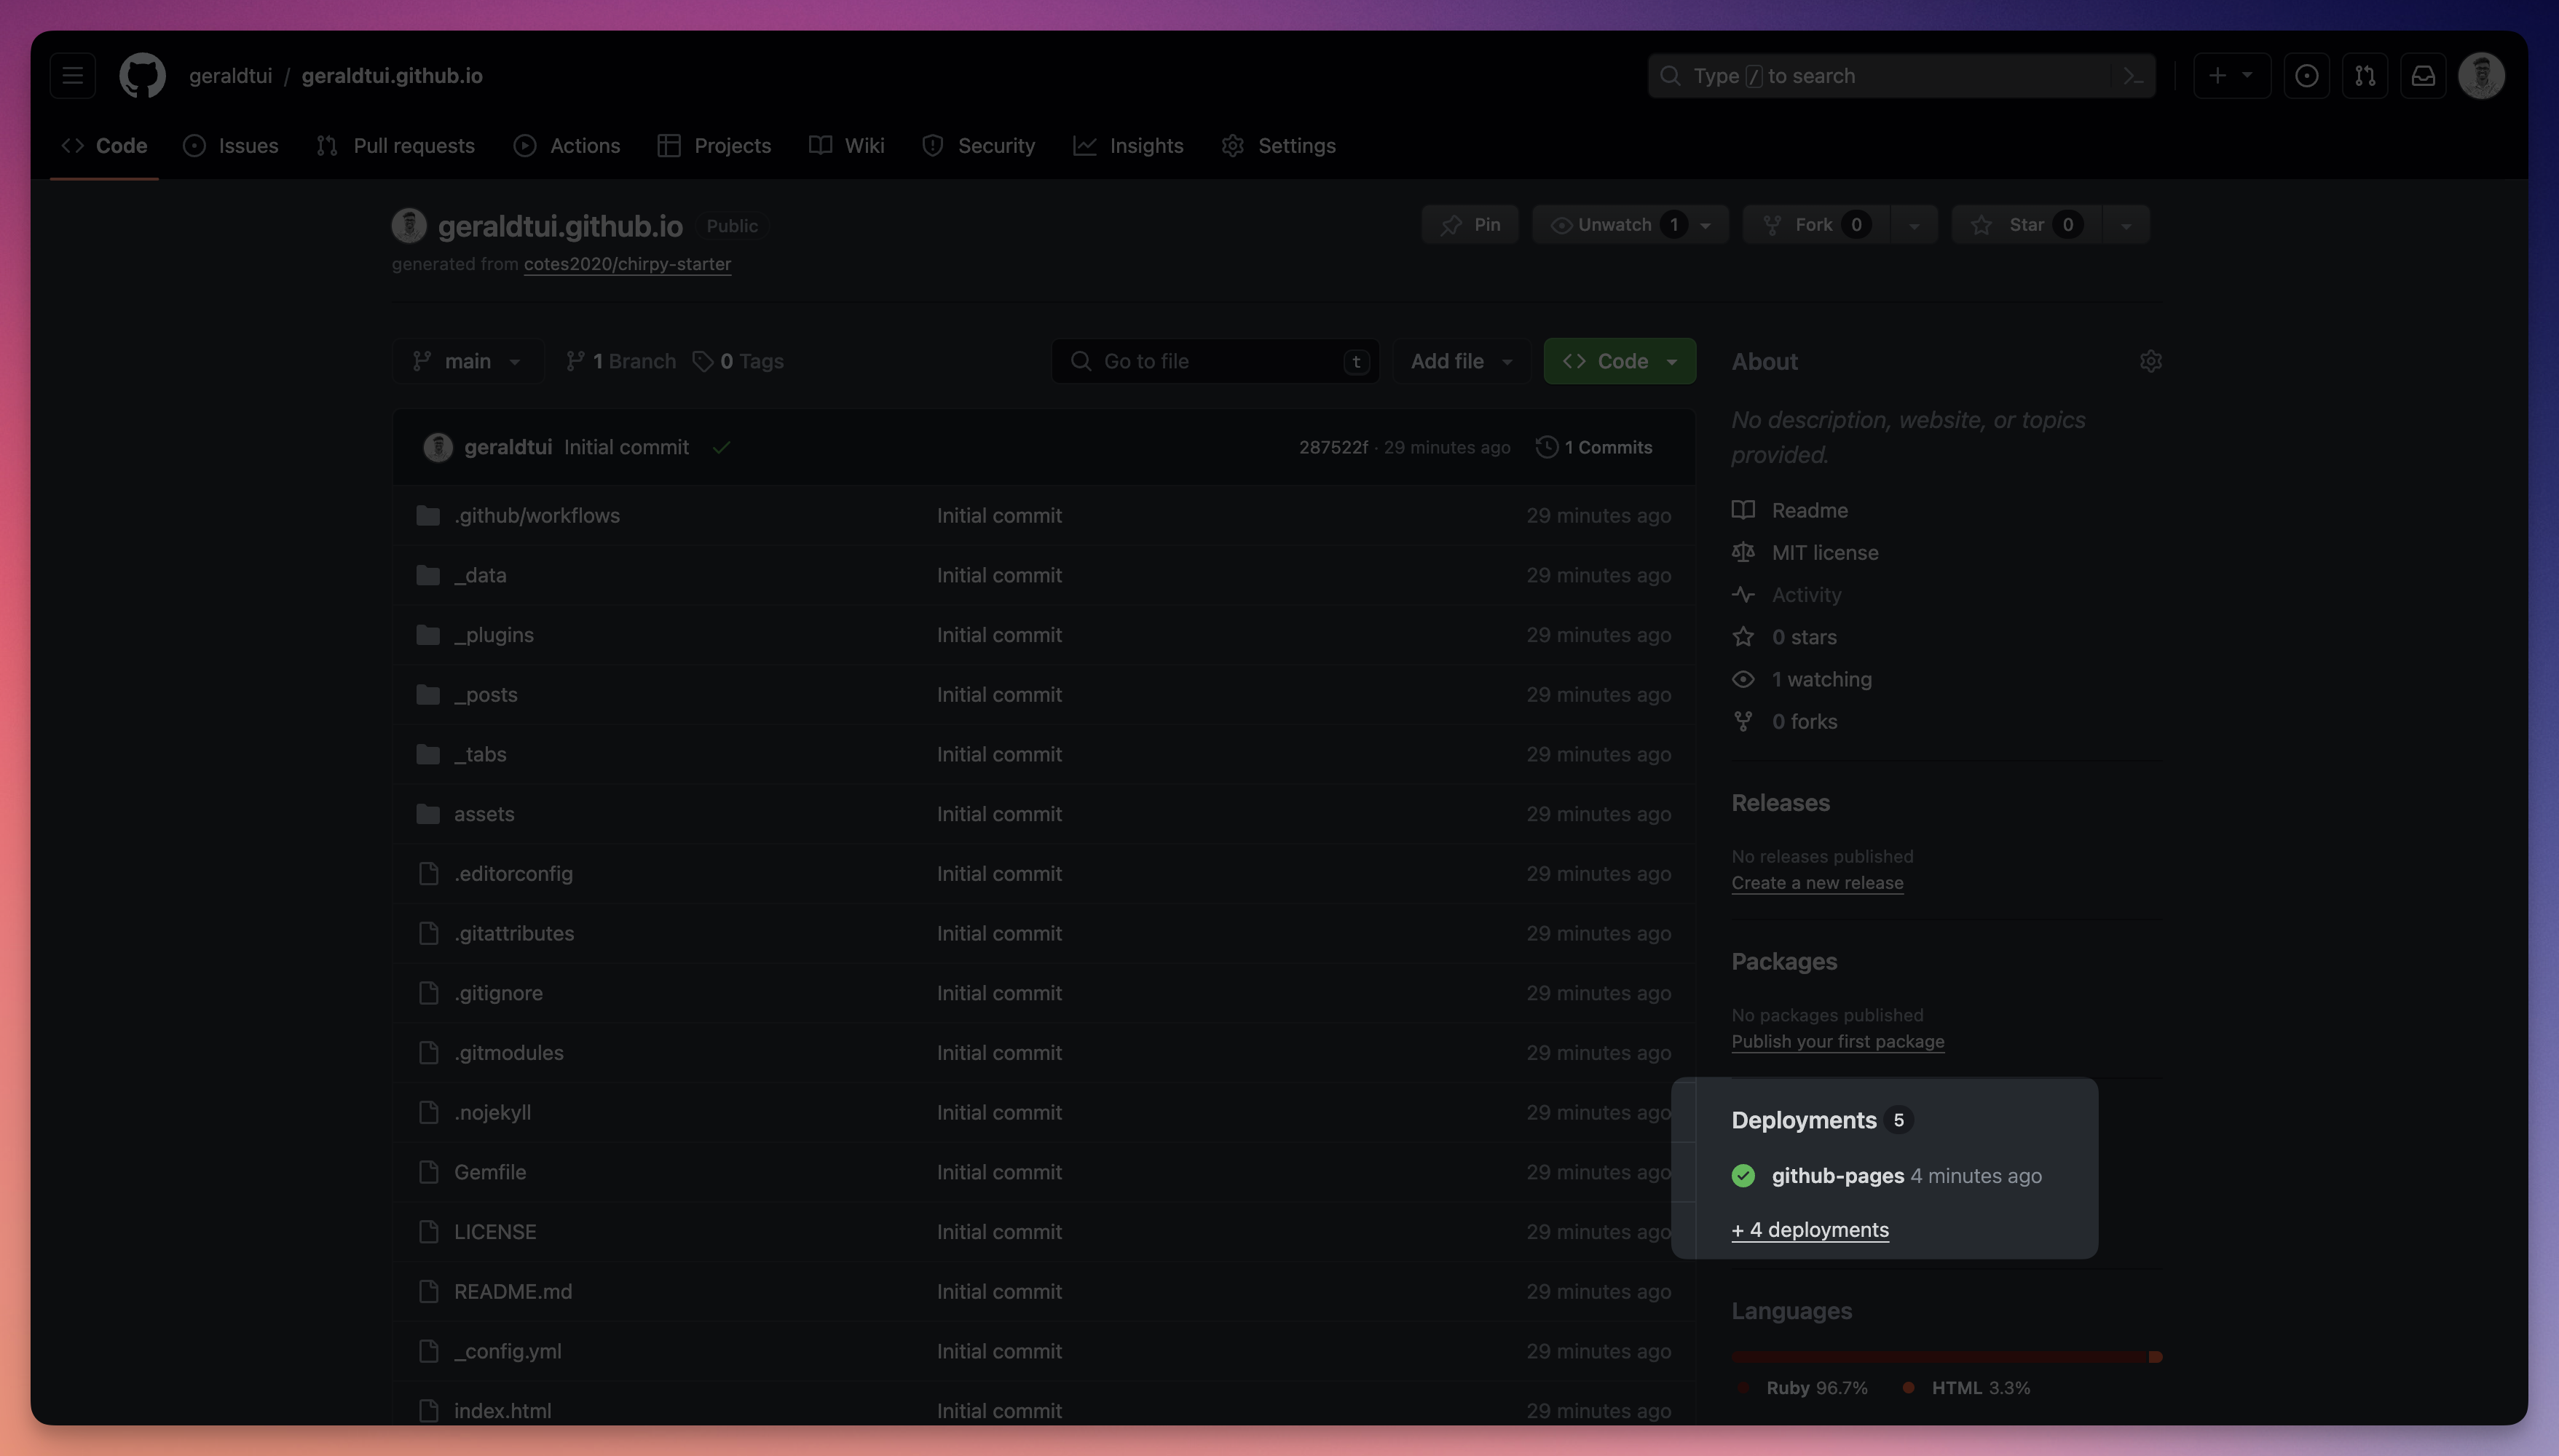 geraldtui / geraldtui.github.io
Type / to search
Code Issues Pull requests Actions Projects Wiki Security Insights Settings
geraldtui.github.io Public
Pin Unwatch 1 Fork 0 Star 0
generated from cotes2020/chirpy-starter
main 1 Branch 0 Tags Go to file t Add file Code
geraldtui Initial commit 287522f · 29 minutes ago 1 Commits
.github/workflows Initial commit 29 minutes ago
_data Initial commit 29 minutes ago
_plugins Initial commit 29 minutes ago
_posts Initial commit 29 minutes ago
_tabs Initial commit 29 minutes ago
assets Initial commit 29 minutes ago
.editorconfig Initial commit 29 minutes ago
.gitattributes Initial commit 29 minutes ago
.gitignore Initial commit 29 minutes ago
.gitmodules Initial commit 29 minutes ago
.nojekyll Initial commit 29 minutes ago
Gemfile Initial commit 29 minutes ago
LICENSE Initial commit 29 minutes ago
README.md Initial commit 29 minutes ago
_config.yml Initial commit 29 minutes ago
index.html Initial commit 29 minutes ago
About
No description, website, or topics
provided.
Readme
MIT license
Activity
0 stars
1 watching
0 forks
Releases
No releases published
Create a new release
Packages
No packages published
Publish your first package
Deployments 5
github-pages 4 minutes ago
+ 4 deployments
Languages
Ruby 96.7% HTML 3.3%